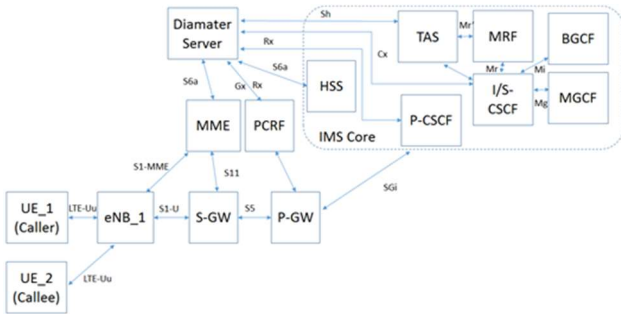 Diamater
Server
Sh
Rx
Cx
S6a
S6a
Gx
Rx
TAS
Mr'
MRF
BGCF
Mr
Mi
HSS
I/S-
CSCF
Mg
MGCF
P-CSCF
IMS Core
MME
PCRF
S1-MME
S11
SGi
UE_1
(Caller)
LTE-Uu
eNB_1
S1-U
S-GW
S5
P-GW
UE_2
(Callee)
LTE-Uu